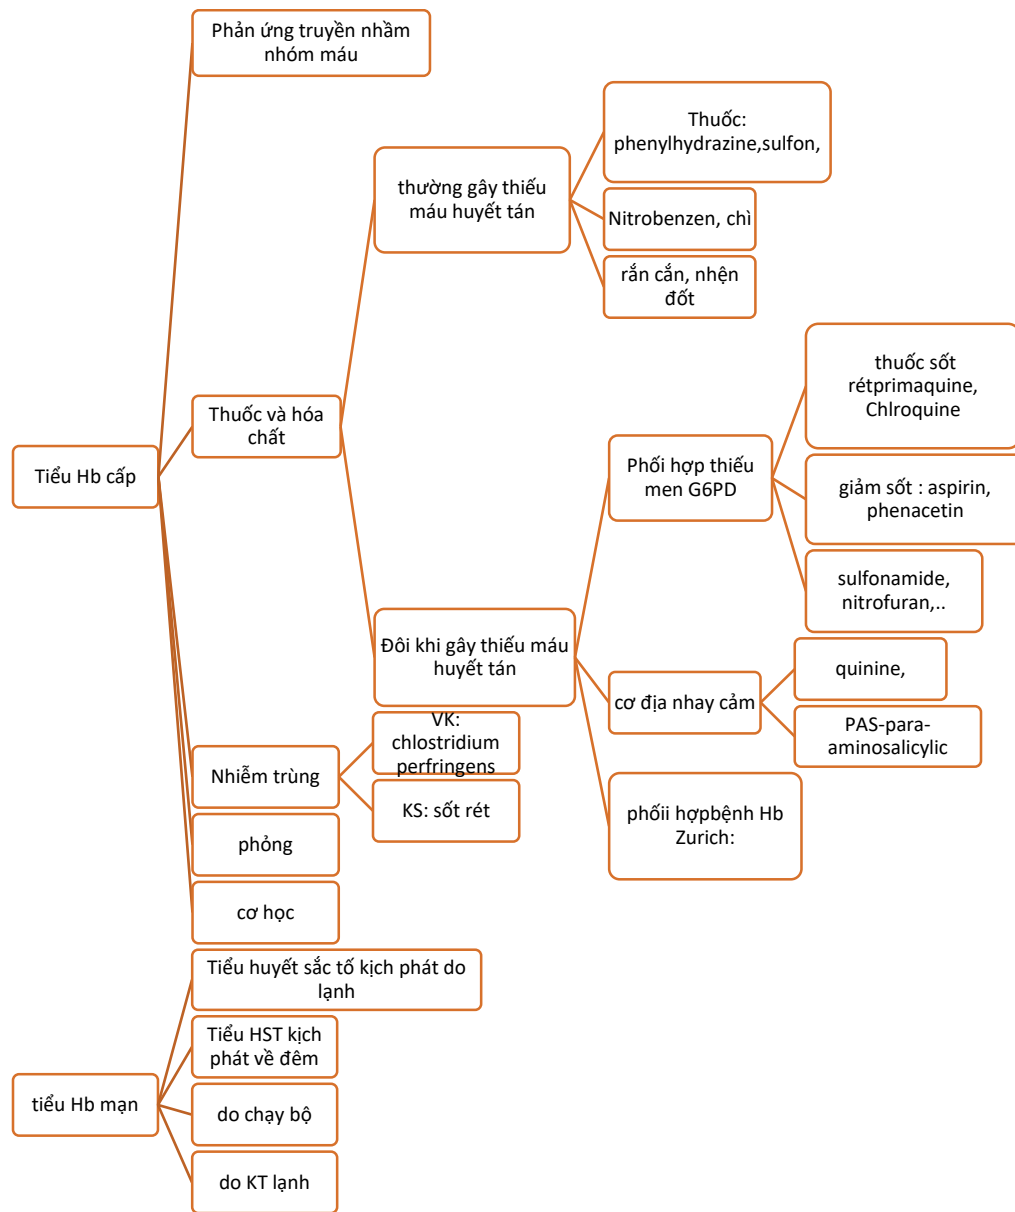 Phản ứng truyền nhầm
nhóm máu
Thuốc:
phenylhydrazine,sulfon,
thường gây thiếu
máu huyết tán
Nitrobenzen, chì
rắn cắn, nhện
đốt
thuốc sốt
rétprimaquine,
Chlroquine
Thuốc và hóa
chất
Tiểu Hb cấp
Phối hợp thiếu
men G6PD
giảm sốt : aspirin,
phenacetin
sulfonamide,
nitrofuran,..
Đôi khi gây thiếu máu
huyết tán
quinine,
cơ địa nhay cảm
PAS-para-
aminosalicylic
VK:
chlostridium
perfringens
Nhiễm trùng
KS: sốt rét
phốii hợpbệnh Hb
Zurich:
phỏng
cơ học
Tiểu huyết sắc tố kịch phát do
lạnh
Tiểu HST kịch
phát về đêm
tiểu Hb mạn
do chạy bộ
do KT lạnh